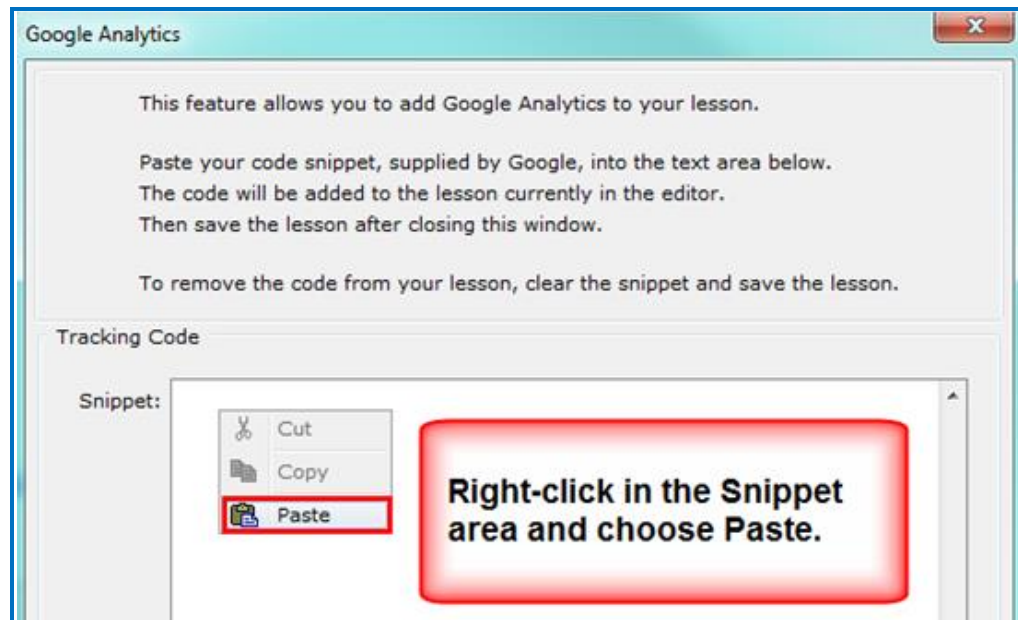 Google Analytics
This feature allows you to add Google Analytics to your lesson.
Paste your code snippet, supplied by Google, into the text area below.
The code will be added to the lesson currently in the editor.
Then save the lesson after closing this window.
To remove the code from your lesson, clear the snippet and save the lesson.
Tracking Code
Snippet:
Cut
Copy
Paste
Right-click in the Snippet
area and choose Paste.